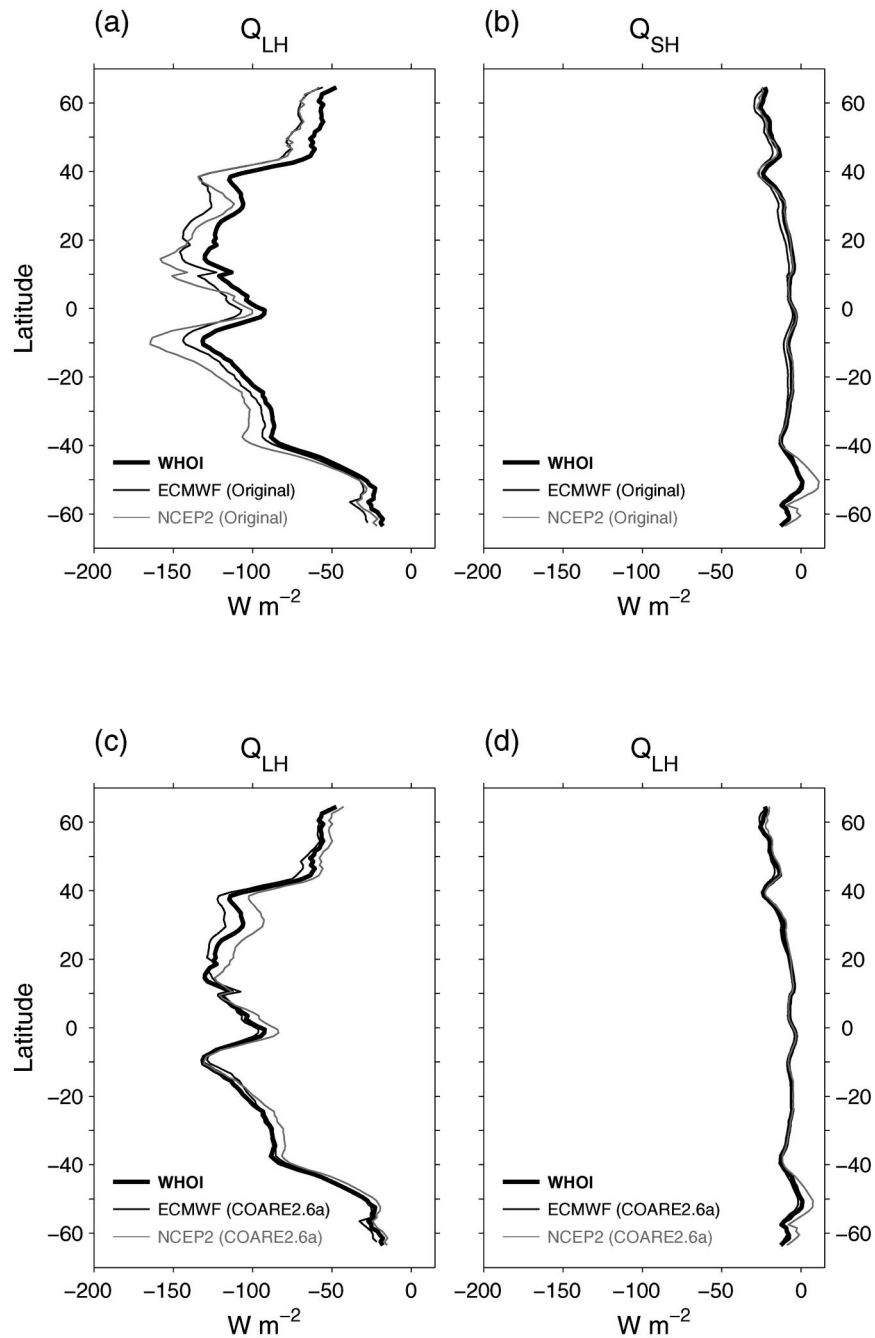 (a) Q_LH
(b) Q_SH
60
40
20
0
−20
−40
−60
Latitude
WHOI
ECMWF (Original)
NCEP2 (Original)
−200 −150 −100 −50 0
W m⁻²
WHOI
ECMWF (Original)
NCEP2 (Original)
60
40
20
0
−20
−40
−60
−200 −150 −100 −50 0
W m⁻²
(c) Q_LH
(d) Q_LH
60
40
20
0
−20
−40
−60
Latitude
WHOI
ECMWF (COARE2.6a)
NCEP2 (COARE2.6a)
−200 −150 −100 −50 0
W m⁻²
WHOI
ECMWF (COARE2.6a)
NCEP2 (COARE2.6a)
60
40
20
0
−20
−40
−60
−200 −150 −100 −50 0
W m⁻²